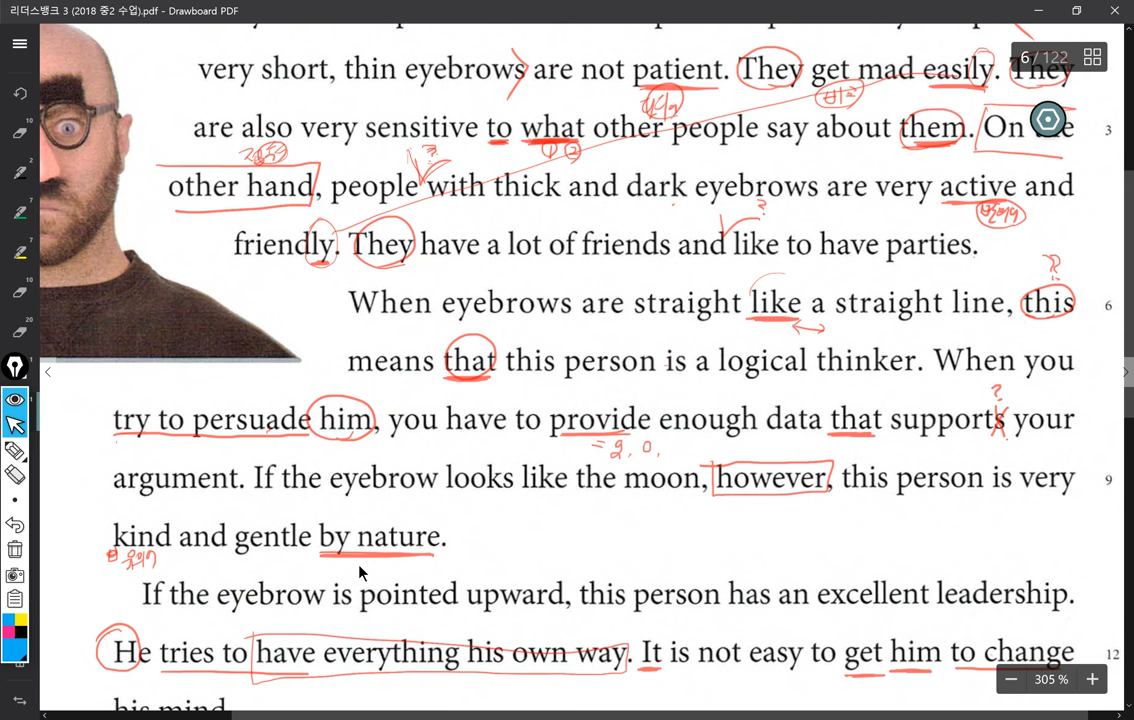 리더스뱅크 3 (2018 중2 수업).pdf - Drawboard PDF
6 / 122
very short, thin eyebrows are not patient. They get mad easily. They
are also very sensitive to what other people say about them. On the 3
other hand, people with thick and dark eyebrows are very active and
friendly. They have a lot of friends and like to have parties.
When eyebrows are straight like a straight line, this 6
means that this person is a logical thinker. When you
try to persuade him, you have to provide enough data that supports your
argument. If the eyebrow looks like the moon, however, this person is very 9
kind and gentle by nature.
If the eyebrow is pointed upward, this person has an excellent leadership.
He tries to have everything his own way. It is not easy to get him to change 12
his mind.
305 %